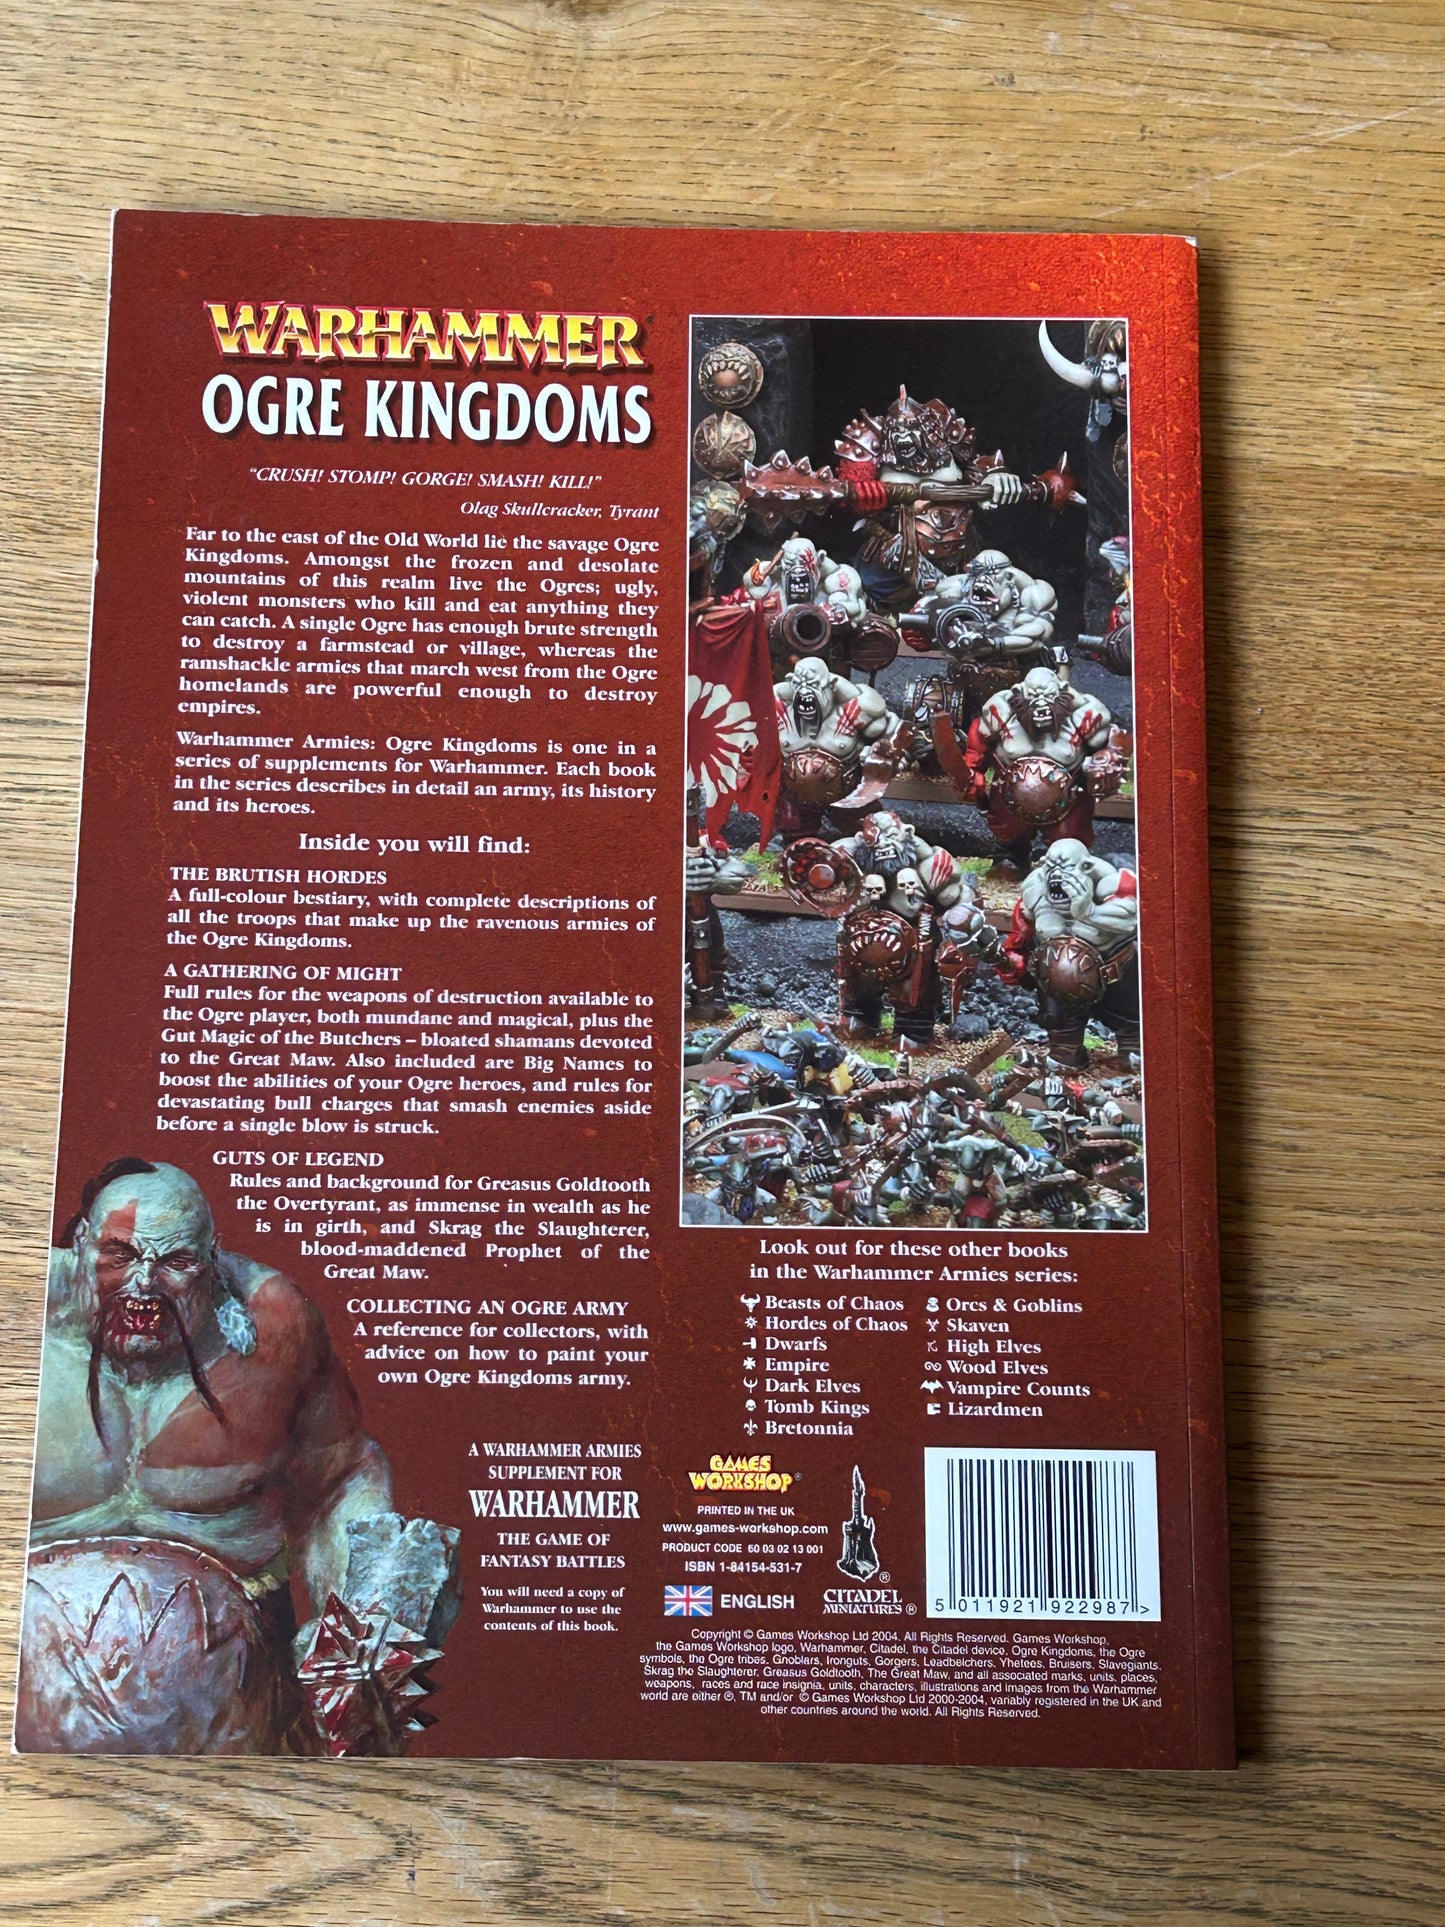 WARHAMMER
OGRE KINGDOMS
"CRUSH! STOMP! GORGE! SMASH! KILL!"
Olag Skullcracker, Tyrant
Far to the east of the Old World lie the savage Ogre
Kingdoms. Amongst the frozen and desolate
mountains of this realm live the Ogres; ugly,
violent monsters who kill and eat anything they
can catch. A single Ogre has enough brute strength
to destroy a farmstead or village, whereas the
ramshackle armies that march west from the Ogre
homelands are powerful enough to destroy
empires.
Warhammer Armies: Ogre Kingdoms is one in a
series of supplements for Warhammer. Each book
in the series describes in detail an army, its history
and its heroes.
Inside you will find:
THE BRUTISH HORDES
A full-colour bestiary, with complete descriptions of
all the troops that make up the ravenous armies of
the Ogre Kingdoms.
A GATHERING OF MIGHT
Full rules for the weapons of destruction available to
the Ogre player, both mundane and magical, plus the
Gut Magic of the Butchers – bloated shamans devoted
to the Great Maw. Also included are Big Names to
boost the abilities of your Ogre heroes, and rules for
devastating bull charges that smash enemies aside
before a single blow is struck.
GUTS OF LEGEND
Rules and background for Greasus Goldtooth
the Overtyrant, as immense in wealth as he
is in girth, and Skrag the Slaughterer,
blood-maddened Prophet of the
Great Maw.
COLLECTING AN OGRE ARMY
A reference for collectors, with
advice on how to paint your
own Ogre Kingdoms army.
A WARHAMMER ARMIES
SUPPLEMENT FOR
WARHAMMER
THE GAME OF
FANTASY BATTLES
You will need a copy of
Warhammer to use the
contents of this book.
Look out for these other books
in the Warhammer Armies series:
Beasts of Chaos
Hordes of Chaos
Dwarfs
Empire
Dark Elves
Tomb Kings
Bretonnia
Orcs & Goblins
Skaven
High Elves
Wood Elves
Vampire Counts
Lizardmen
GAMES
WORKSHOP®
PRINTED IN THE UK
www.games-workshop.com
PRODUCT CODE 60 03 02 13 001
ISBN 1-84154-531-7
ENGLISH
®
CITADEL
MINIATURES ®
5 011921 922987 >
Copyright © Games Workshop Ltd 2004. All Rights Reserved. Games Workshop,
the Games Workshop logo, Warhammer, Citadel, the Citadel device, Ogre Kingdoms, the Ogre
symbols, the Ogre tribes. Gnoblars, Ironguts, Gorgers, Leadbelchers, Yhetees, Bruisers, Slavegiants,
Skrag the Slaughterer, Greasus Goldtooth, The Great Maw, and all associated marks, units, places,
weapons, races and race insignia, units, characters, illustrations and images from the Warhammer
world are either ®, TM and/or © Games Workshop Ltd 2000-2004, variably registered in the UK and
other countries around the world. All Rights Reserved.